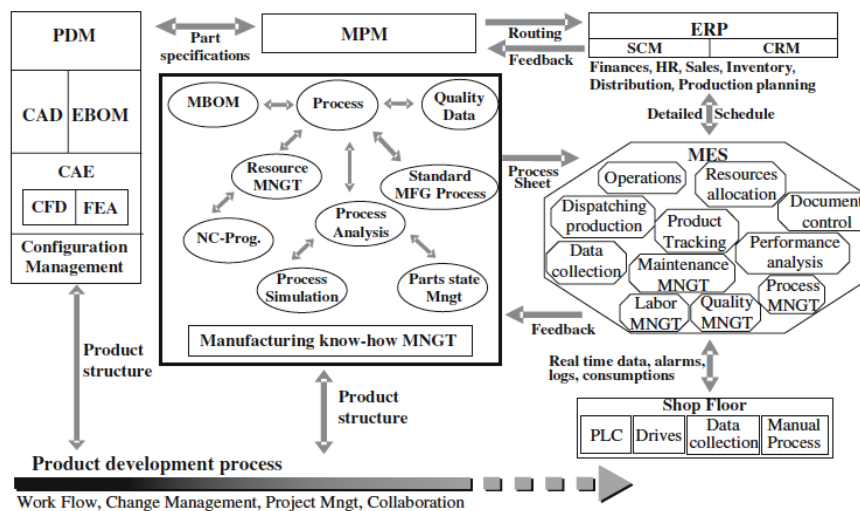 PDM
Part
specifications
MPM
Routing
Feedback
ERP
SCM
CRM
Finances, HR, Sales, Inventory,
Distribution, Production planning
CAD
EBOM
CAE
CFD
FEA
Configuration
Management
MBOM
Process
Quality
Data
Resource
MNGT
Standard
MFG Process
NC-Prog.
Process
Analysis
Process
Simulation
Parts state
Mngt
Manufacturing know-how MNGT
Process
Sheet
Feedback
Detailed
Schedule
MES
Operations
Resources
allocation
Document
control
Dispatching
production
Product
Tracking
Performance
analysis
Data
collection
Maintenance
MNGT
Process
MNGT
Labor
MNGT
Quality
MNGT
Real time data, alarms,
logs, consumptions
Shop Floor
PLC
Drives
Data
collection
Manual
Process
Product
structure
Product
structure
Product development process
Work Flow, Change Management, Project Mngt, Collaboration